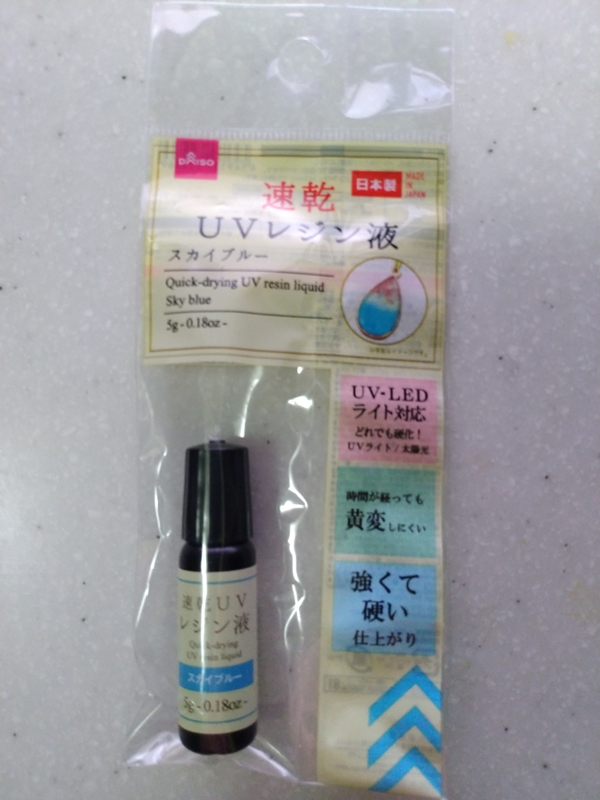 DAISO
日本製
MADE
IN
JAPAN
速乾
UVレジン液
スカイブルー
Quick-drying UV resin liquid
Sky blue
5g-0.18oz-
UV-LED
ライト対応
どれでも硬化!
UVライト/太陽光
時間が経っても
黄変しにくい
強くて
硬い
仕上がり
速乾UV
レジン液
Quick-drying
UV resin liquid
スカイブルー
5g-0.18oz-